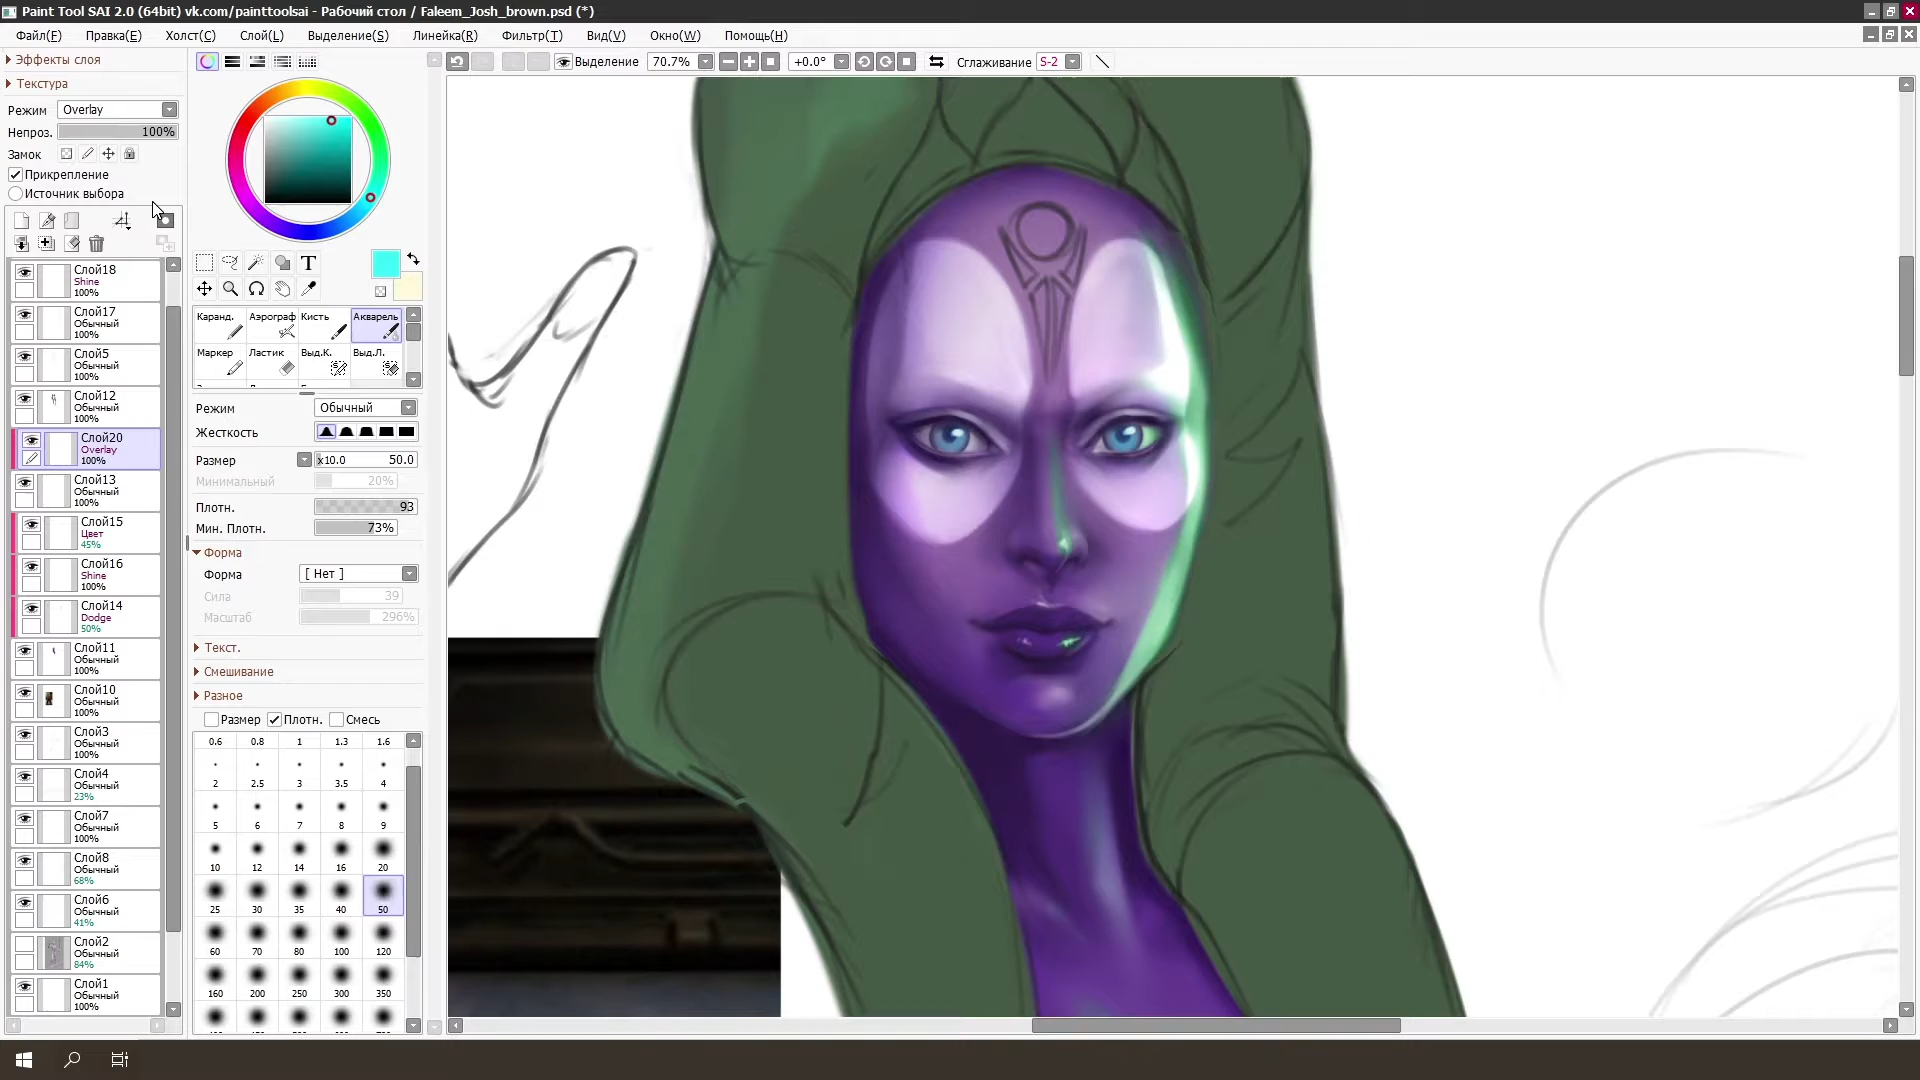 Paint Tool SAI 2.0 (64bit) vk.com/painttoolsai - Рабочий стол / Faleem_Josh_brown.psd (*)
Файл(F) Правка(E) Холст(C) Слой(L) Выделение(S) Линейка(R) Фильтр(T) Вид(V) Окно(W) Помощь(H)
Выделение 70.7% +0.0° Сглаживание S-2
Эффекты слоя
Текстура
Режим Overlay
Непроз. 100%
Замок
Прикрепление
Источник выбора
Слой18
Shine
100%
Слой17
Обычный
100%
Слой5
Обычный
100%
Слой12
Обычный
100%
Слой20
Overlay
100%
Слой13
Обычный
100%
Слой15
Цвет
45%
Слой16
Shine
100%
Слой14
Dodge
50%
Слой11
Обычный
100%
Слой10
Обычный
100%
Слой3
Обычный
100%
Слой4
Обычный
23%
Слой7
Обычный
100%
Слой8
Обычный
68%
Слой6
Обычный
41%
Слой2
Обычный
84%
Слой1
Обычный
100%
T
Каранд. Аэрограф Кисть Акварель
Маркер Ластик Выд.К. Выд.Л.
Режим Обычный
Жесткость
Размер x10.0 50.0
Минимальный 20%
Плотн. 93
Мин. Плотн. 73%
Форма
Форма [ Нет ]
Сила 39
Масштаб 296%
Текст.
Смешивание
Разное
Размер Плотн. Смесь
0.6 0.8 1 1.3 1.6
2 2.5 3 3.5 4
5 6 7 8 9
10 12 14 16 20
25 30 35 40 50
60 70 80 100 120
160 200 250 300 350